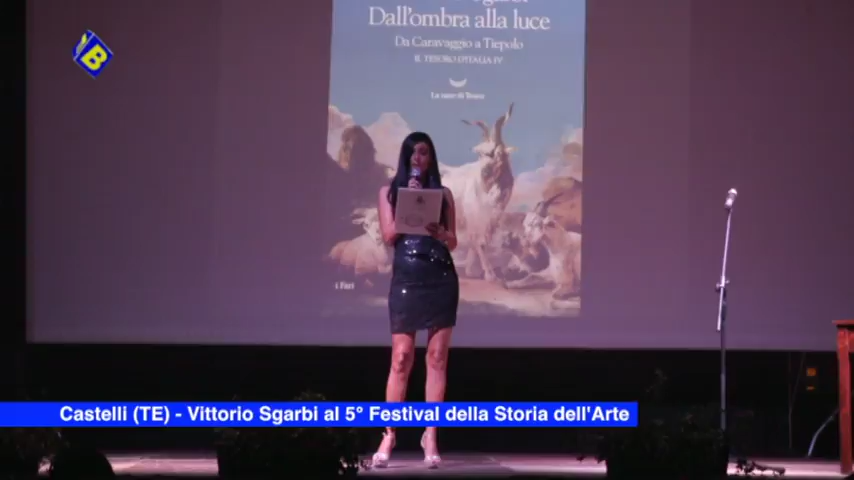 Dall'ombra alla luce
Da Caravaggio a Tiepolo
IL TESORO D'ITALIA IV
La nave di Teseo
i Fari
B
Castelli (TE) - Vittorio Sgarbi al 5° Festival della Storia dell'Arte